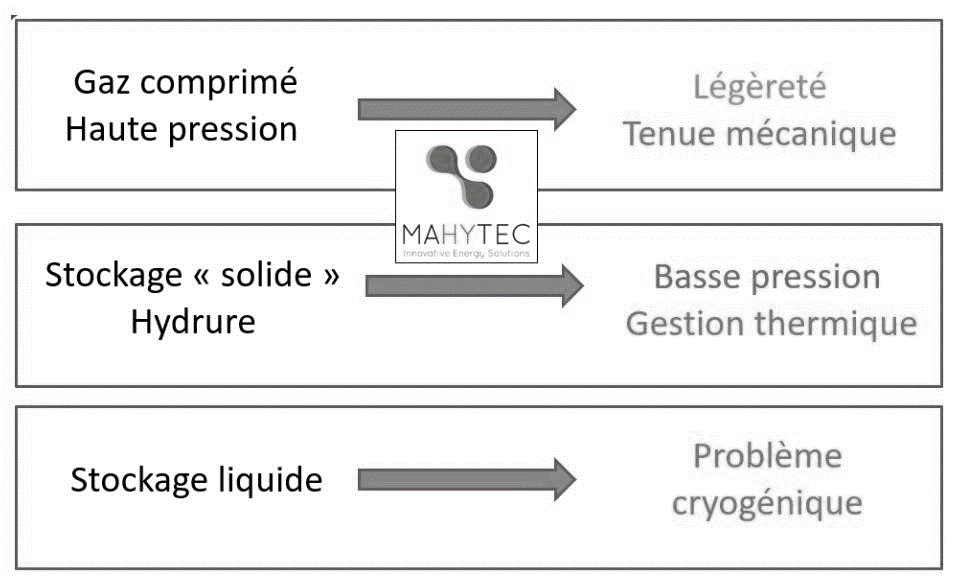 Gaz comprimé
Haute pression
Légèreté
Tenue mécanique
MAHYTEC
Innovative Energy Solutions
Stockage « solide »
Hydrure
Basse pression
Gestion thermique
Stockage liquide
Problème
cryogénique